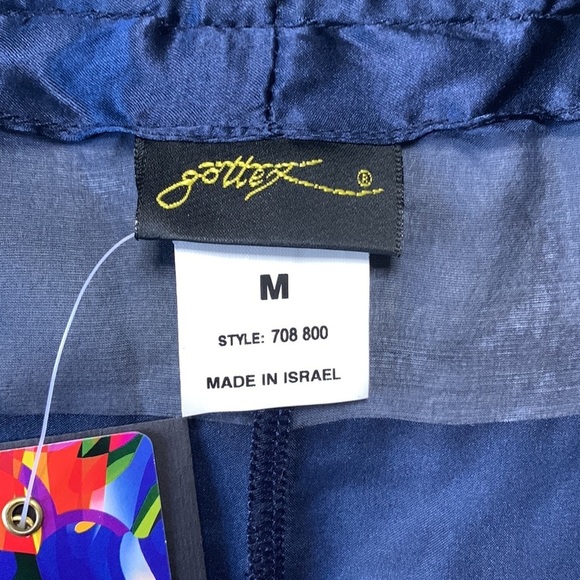 gottex ®
M
STYLE: 708 800
MADE IN ISRAEL